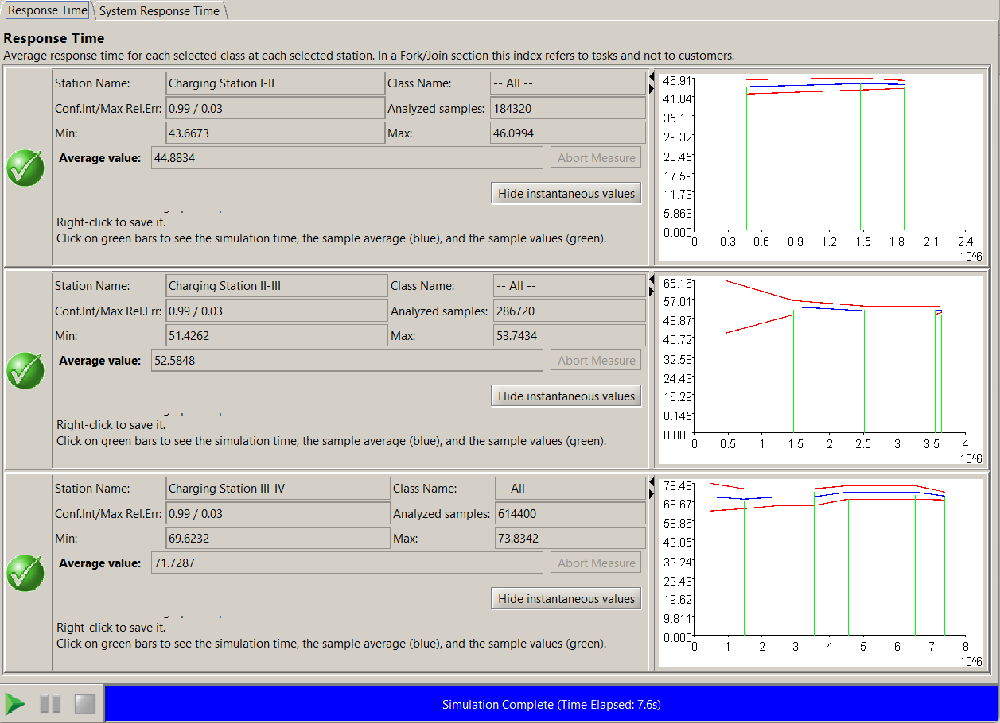 Response Time System Response Time
Response Time
Average response time for each selected class at each selected station. In a Fork/Join section this index refers to tasks and not to customers.
Station Name: Charging Station I-II Class Name: -- All --
Conf.Int/Max Rel.Err: 0.99 / 0.03 Analyzed samples: 184320
Min: 43.6673 Max: 46.0994
Average value: 44.8834 Abort Measure
Hide instantaneous values
Right-click to save it.
Click on green bars to see the simulation time, the sample average (blue), and the sample values (green).
46.91
41.04
35.18
29.32
23.45
17.59
11.73
5.863
0.000
0 0.3 0.6 0.9 1.2 1.5 1.8 2.1 2.4
10^6
Station Name: Charging Station II-III Class Name: -- All --
Conf.Int/Max Rel.Err: 0.99 / 0.03 Analyzed samples: 286720
Min: 51.4262 Max: 53.7434
Average value: 52.5848 Abort Measure
Hide instantaneous values
Right-click to save it.
Click on green bars to see the simulation time, the sample average (blue), and the sample values (green).
65.16
57.01
48.87
40.72
32.58
24.43
16.29
8.145
0.000
0 0.5 1 1.5 2 2.5 3 3.5 4
10^6
Station Name: Charging Station III-IV Class Name: -- All --
Conf.Int/Max Rel.Err: 0.99 / 0.03 Analyzed samples: 614400
Min: 69.6232 Max: 73.8342
Average value: 71.7287 Abort Measure
Hide instantaneous values
Right-click to save it.
Click on green bars to see the simulation time, the sample average (blue), and the sample values (green).
78.48
68.67
58.86
49.05
39.24
29.43
19.62
9.811
0.000
0 1 2 3 4 5 6 7 8
10^6
Simulation Complete (Time Elapsed: 7.6s)